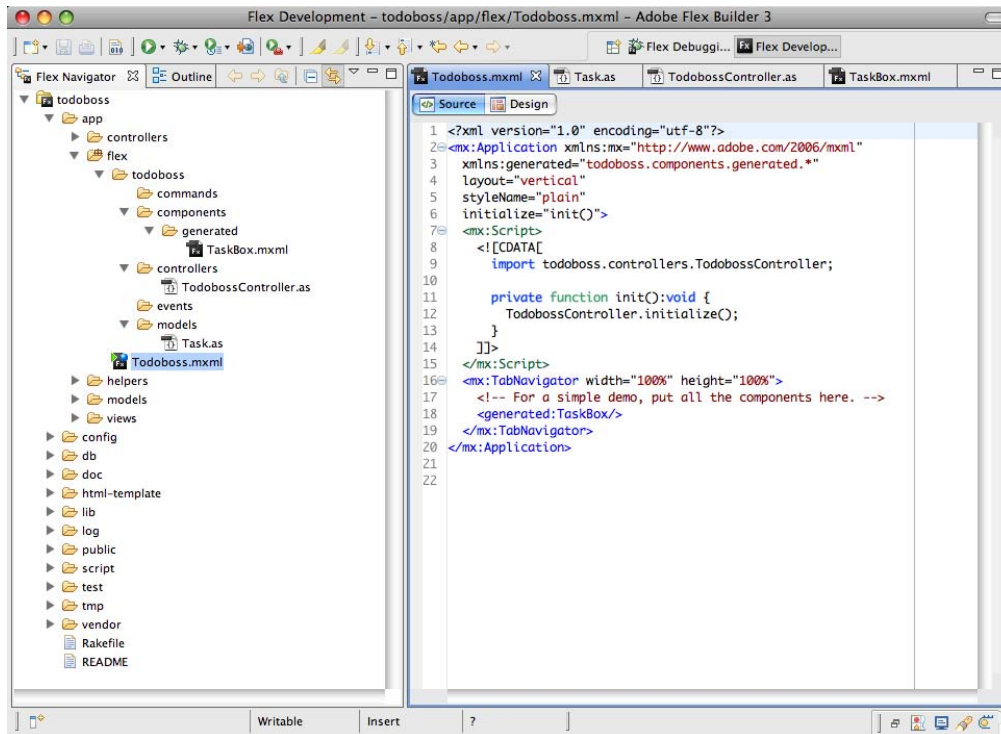 Flex Development – todoboss/app/flex/Todoboss.mxml – Adobe Flex Builder 3
Flex Debuggi... Flex Develop...
Flex Navigator Outline
todoboss
app
controllers
flex
todoboss
commands
components
generated
TaskBox.mxml
controllers
TodobossController.as
events
models
Task.as
Todoboss.mxml
helpers
models
views
config
db
doc
html-template
lib
log
public
script
test
tmp
vendor
Rakefile
README
Todoboss.mxml Task.as TodobossController.as TaskBox.mxml
Source Design
1 <?xml version="1.0" encoding="utf-8"?>
2 <mx:Application xmlns:mx="http://www.adobe.com/2006/mxml"
3 xmlns:generated="todoboss.components.generated.*"
4 layout="vertical"
5 styleName="plain"
6 initialize="init()">
7 <mx:Script>
8 <![CDATA[
9 import todoboss.controllers.TodobossController;
10
11 private function init():void {
12 TodobossController.initialize();
13 }
14 ]]>
15 </mx:Script>
16 <mx:TabNavigator width="100%" height="100%">
17 <!-- For a simple demo, put all the components here. -->
18 <generated:TaskBox/>
19 </mx:TabNavigator>
20 </mx:Application>
21
22
Writable Insert ?